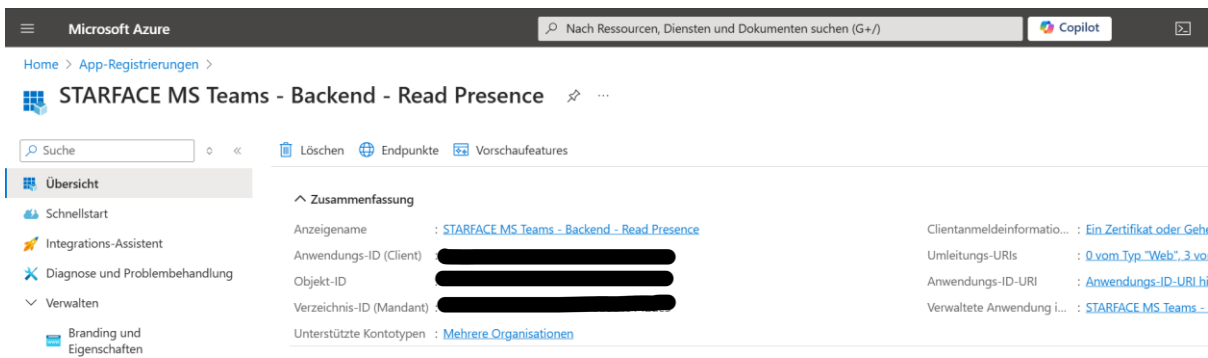 Microsoft Azure
Nach Ressourcen, Diensten und Dokumenten suchen (G+/)
Copilot
Home > App-Registrierungen >
STARFACE MS Teams - Backend - Read Presence
Suche
Löschen Endpunkte Vorschaufeatures
Übersicht
Schnellstart
Integrations-Assistent
Diagnose und Problembehandlung
Verwalten
Branding und
Eigenschaften
Zusammenfassung
Anzeigename : STARFACE MS Teams - Backend - Read Presence
Anwendungs-ID (Client) :
Objekt-ID
Verzeichnis-ID (Mandant) :
Unterstützte Kontotypen : Mehrere Organisationen
Clientanmeldeinformatio... : Ein Zertifikat oder Gehe
Umleitungs-URIs : 0 vom Typ "Web", 3 vo
Anwendungs-ID-URI : Anwendungs-ID-URI hi
Verwaltete Anwendung i... : STARFACE MS Teams -